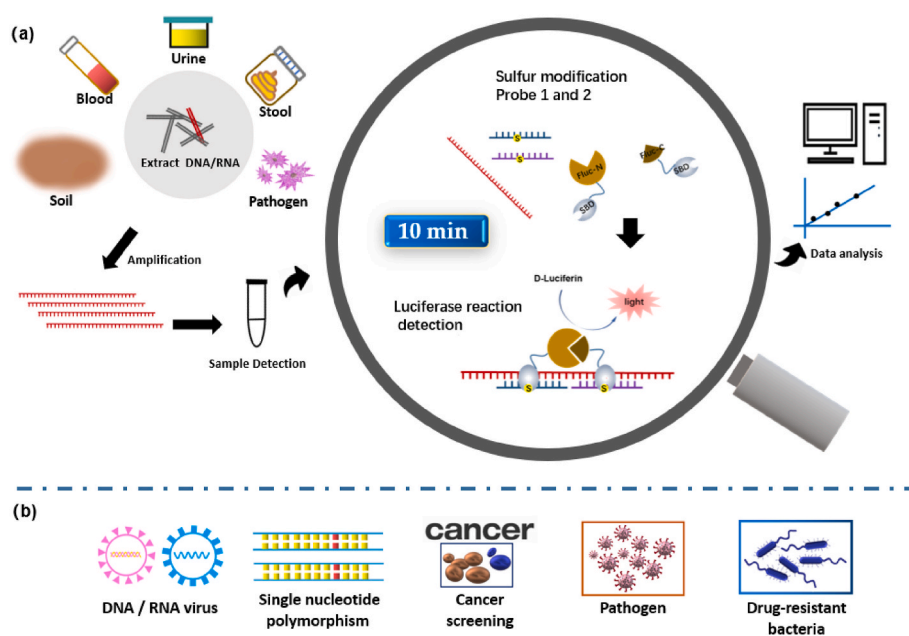 (a)
Urine
Blood
Stool
Extract DNA/RNA
Soil
Pathogen
Amplification
Sample Detection
Sulfur modification
Probe 1 and 2
S
S
Fluc-N
SBD
Fluc-C
SBD
10 min
D-Luciferin
light
Luciferase reaction
detection
S
S
Data analysis
(b)
DNA / RNA virus
Single nucleotide
polymorphism
cancer
Cancer
screening
Pathogen
Drug-resistant
bacteria